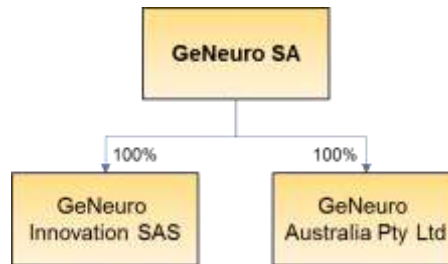 GeNeuro SA
100%
100%
GeNeuro
Innovation SAS
GeNeuro
Australia Pty Ltd